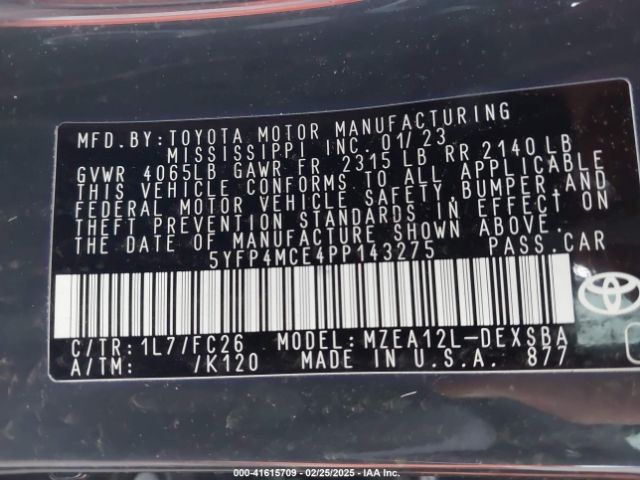 MFD.BY:TOYOTA MOTOR MANUFACTURING
MISSISSIPPI INC. 01/23
GVWR 4065LB GAWR FR 2315 LB RR 2140 LB
THIS VEHICLE CONFORMS TO ALL APPLICABLE
FEDERAL MOTOR VEHICLE SAFETY,BUMPER,AND
THEFT PREVENTION STANDARDS IN EFFECT ON
THE DATE OF MANUFACTURE SHOWN ABOVE.
5YFP4MCE4PP143275 PASS.CAR
C/TR:1L7/FC26 MODEL:MZEA12L-DEXSBA
A/TM: /K120 MADE IN U.S.A. 877
000-41615709 - 02/25/2025 - IAA Inc.